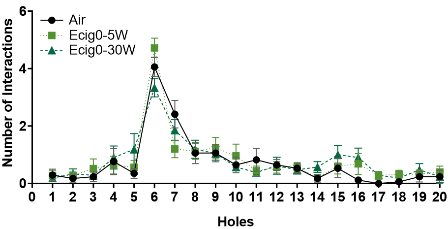 Air
Ecig0-5W
Ecig0-30W
Number of Interactions
6
4
2
0
0 1 2 3 4 5 6 7 8 9 10 11 12 13 14 15 16 17 18 19 20
Holes